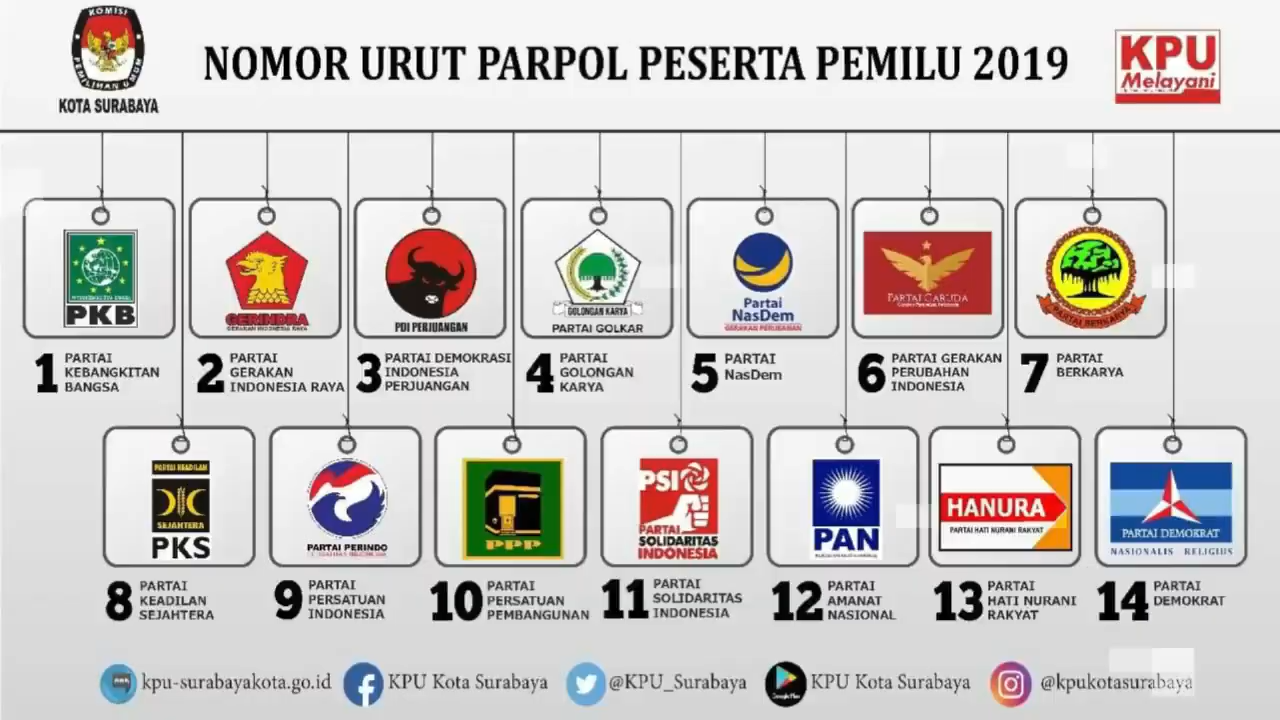 KOMISI
PEMILIHAN UMUM
KOTA SURABAYA
NOMOR URUT PARPOL PESERTA PEMILU 2019
KPU
Melayani
PKB
GERINDRA
GERAKAN INDONESIA RAYA
PDI PERJUANGAN
GOLONGAN KARYA
PARTAI GOLKAR
Partai
NasDem
GERAKAN PERUBAHAN
PARTAI GARUDA
PARTAI BERKARYA
1 PARTAI
KEBANGKITAN
BANGSA
2 PARTAI
GERAKAN
INDONESIA RAYA
3 PARTAI DEMOKRASI
INDONESIA
PERJUANGAN
4 PARTAI
GOLONGAN
KARYA
5 PARTAI
NasDem
6 PARTAI GERAKAN
PERUBAHAN
INDONESIA
7 PARTAI
BERKARYA
PARTAI KEADILAN
SEJAHTERA
PKS
PARTAI PERINDO
PPP
PSI
PARTAI
SOLIDARITAS
INDONESIA
PAN
HANURA
PARTAI HATI NURANI RAKYAT
PARTAI DEMOKRAT
NASIONALIS RELIGIUS
8 PARTAI
KEADILAN
SEJAHTERA
9 PARTAI
PERSATUAN
INDONESIA
10 PARTAI
PERSATUAN
PEMBANGUNAN
11 PARTAI
SOLIDARITAS
INDONESIA
12 PARTAI
AMANAT
NASIONAL
13 PARTAI
HATI NURANI
RAKYAT
14 PARTAI
DEMOKRAT
kpu-surabayakota.go.id
KPU Kota Surabaya
@KPU_Surabaya
Google Play
KPU Kota Surabaya
@kpukotasurabaya